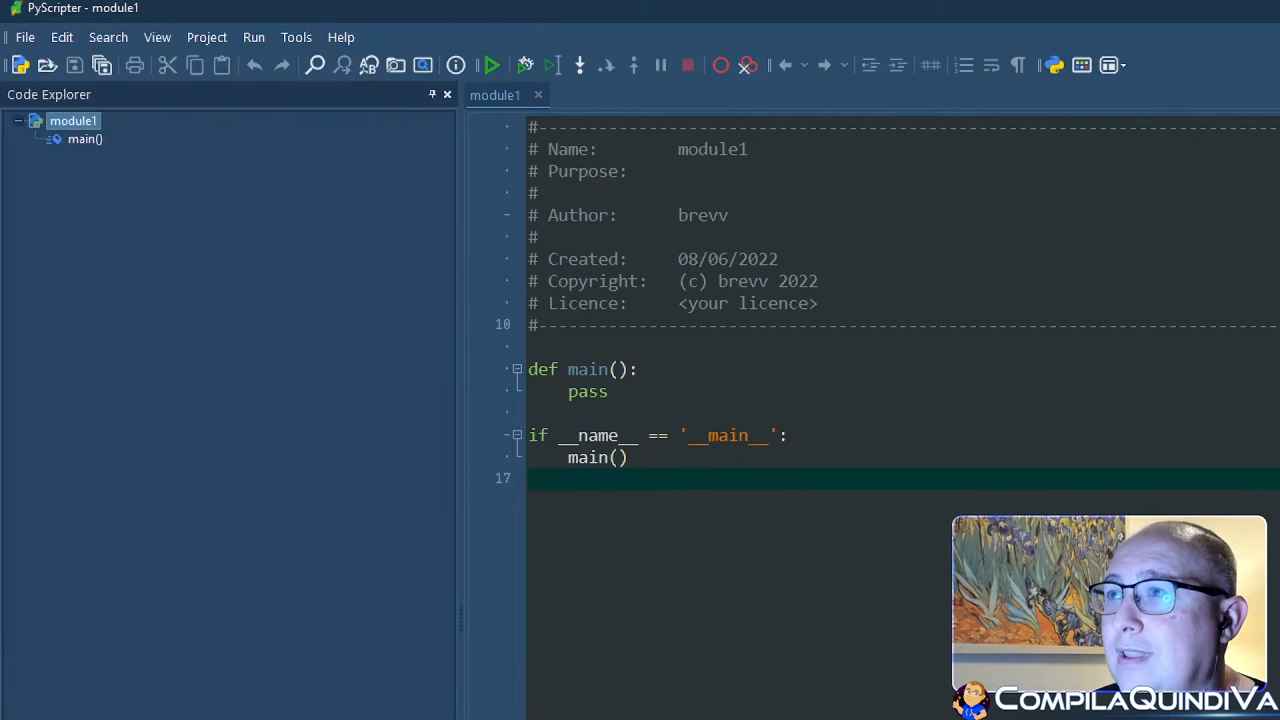 PyScripter - module1
File Edit Search View Project Run Tools Help
Code Explorer
module1
module1
main()
#---------------------------------------------------------------------------
# Name: module1
# Purpose:
#
# Author: brevv
#
# Created: 08/06/2022
# Copyright: (c) brevv 2022
# Licence: <your licence>
10 #---------------------------------------------------------------------------
def main():
pass
if __name__ == '__main__':
main()
17
COMPILAQUINDIVA